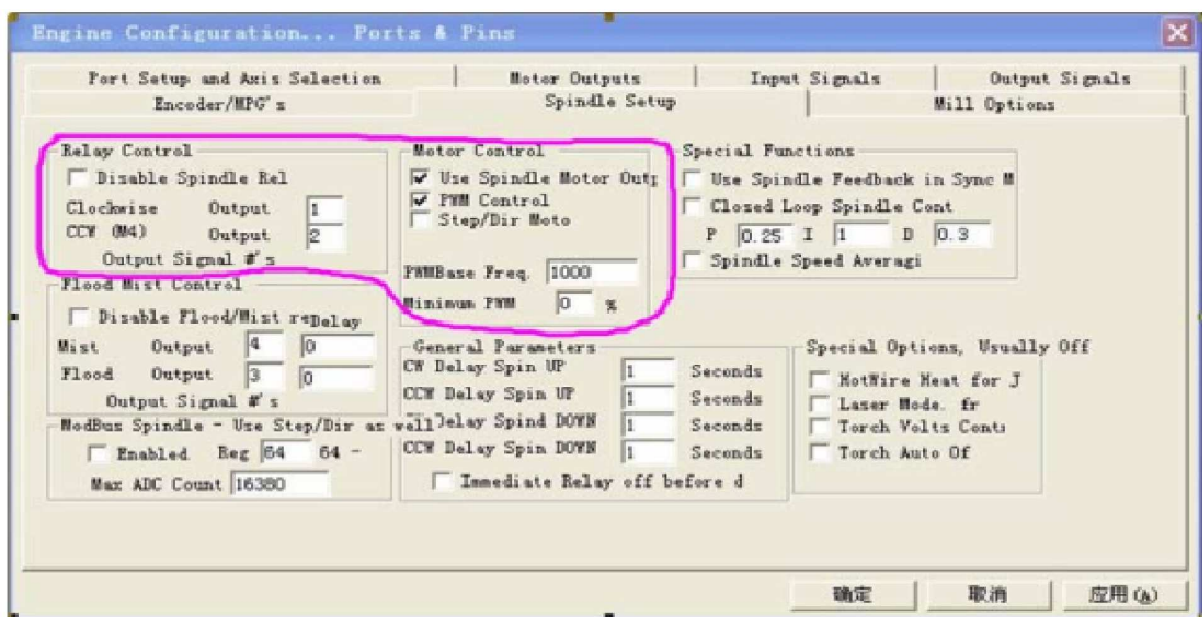 Engine Configuration... Ports & Pins
Port Setup and Axis Selection
Motor Outputs
Input Signals
Output Signals
Encoder/MPG's
Spindle Setup
Mill Options
Relay Control
Disable Spindle Rel
Clockwise Output 1
CCW (M4) Output 2
Output Signal #'s
Motor Control
Use Spindle Motor Outp
PWM Control
Step/Dir Moto
PWMBase Freq. 1000
Minimum PWM 0 %
Special Functions
Use Spindle Feedback in Sync M
Closed Loop Spindle Cont
P 0.25 I 1 D 0.3
Spindle Speed Averagi
Flood Mist Control
Disable Flood/Mist re Delay
Mist Output 4 0
Flood Output 3 0
Output Signal #'s
ModBus Spindle - Use Step/Dir as well
Enabled Reg 64 64 -
Max ADC Count 16380
General Parameters
CW Delay Spin UP 1 Seconds
CCW Delay Spin UP 1 Seconds
Delay Spind DOWN 1 Seconds
CCW Delay Spin DOWN 1 Seconds
Immediate Relay off before d
Special Options, Usually Off
HotWire Heat for J
Laser Mode. fr
Torch Volts Cont
Torch Auto Of
确定
取消
应用(A)